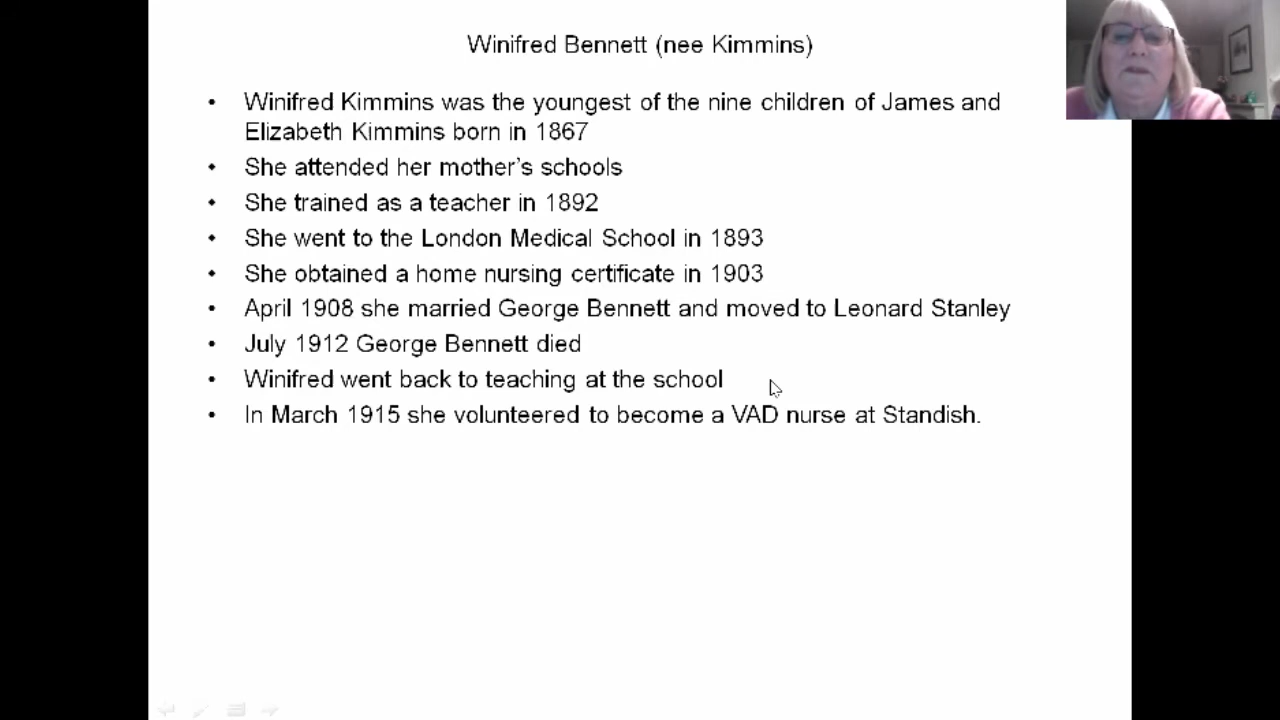 Winifred Bennett (nee Kimmins)
• Winifred Kimmins was the youngest of the nine children of James and
Elizabeth Kimmins born in 1867
• She attended her mother’s schools
• She trained as a teacher in 1892
• She went to the London Medical School in 1893
• She obtained a home nursing certificate in 1903
• April 1908 she married George Bennett and moved to Leonard Stanley
• July 1912 George Bennett died
• Winifred went back to teaching at the school
• In March 1915 she volunteered to become a VAD nurse at Standish.